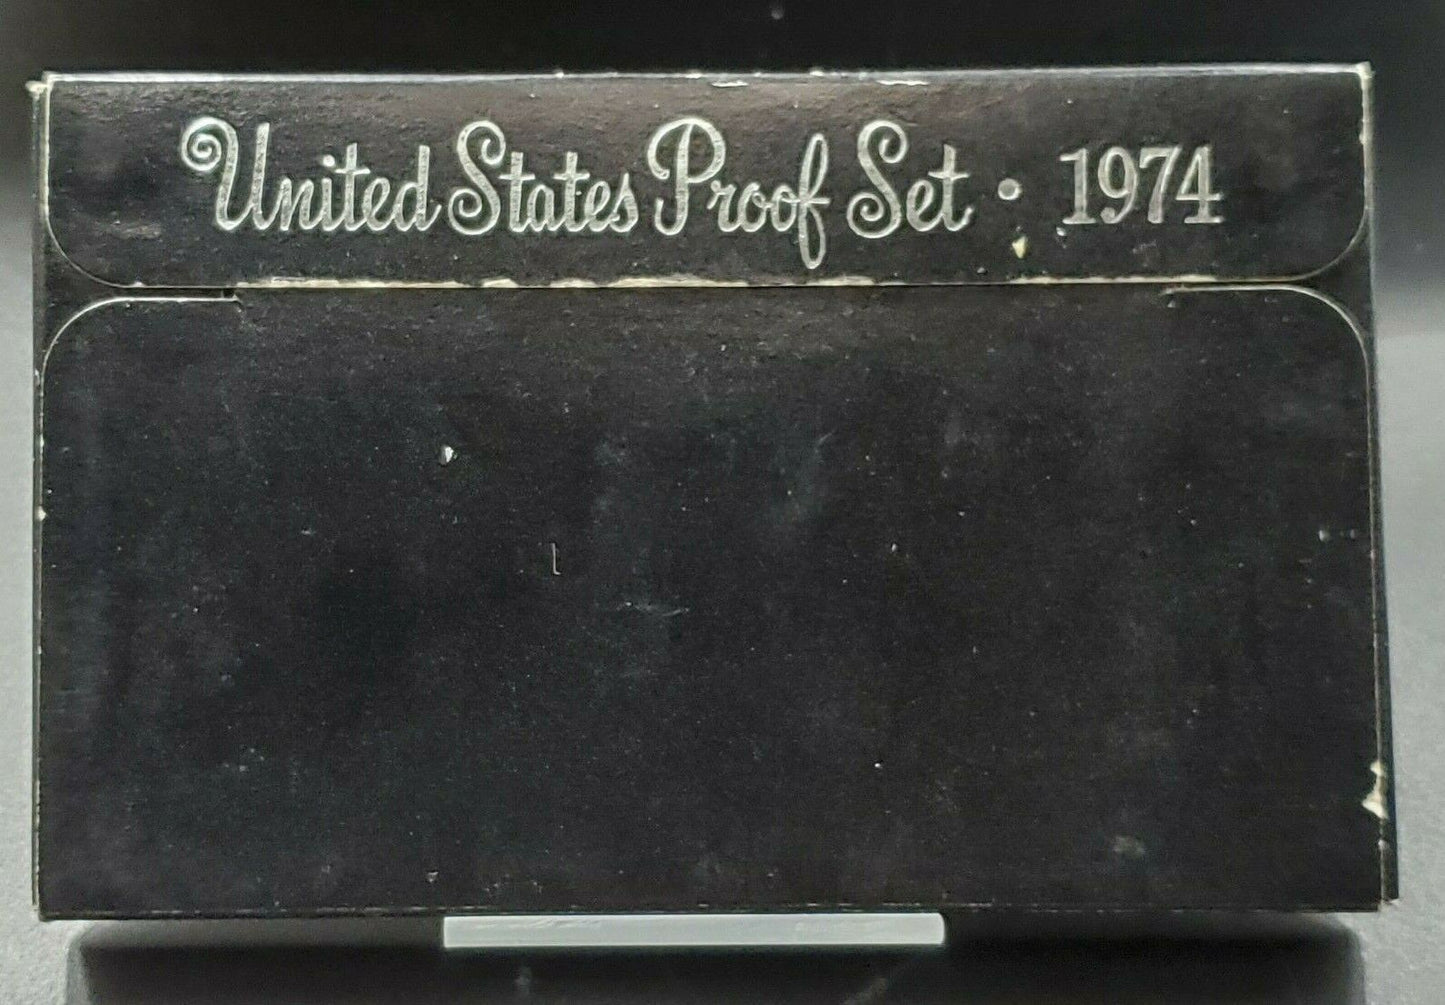 United States Proof Set • 1974